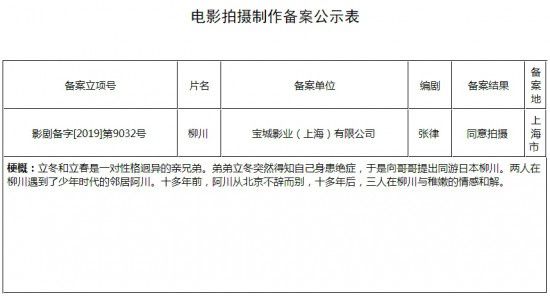 电影拍摄制作备案公示表
备案立项号 片名 备案单位 编剧 备案结果 备案地
影剧备字[2019]第9032号 柳川 宝城影业（上海）有限公司 张律 同意拍摄 上海市
梗概：立冬和立春是一对性格迥异的亲兄弟。弟弟立冬突然得知自己身患绝症，于是向哥哥提出同游日本柳川。两人在
柳川遇到了少年时代的邻居阿川。十多年前，阿川从北京不辞而别，十多年后，三人在柳川与稚嫩的情感和解。